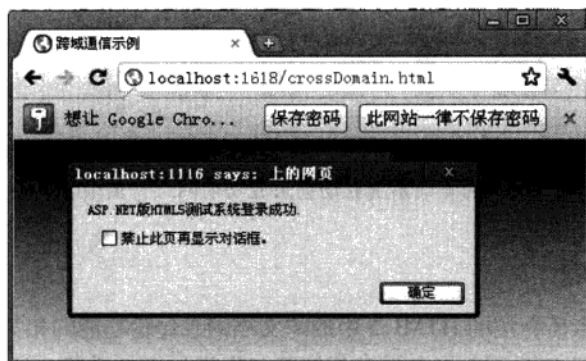 跨域通信示例
localhost:1618/crossDomain.html
想让 Google Chro... 保存密码 此网站一律不保存密码
localhost:1116 says: 上的网页
ASP.NET版HTML5测试系统登录成功.
禁止此页再显示对话框。
确定